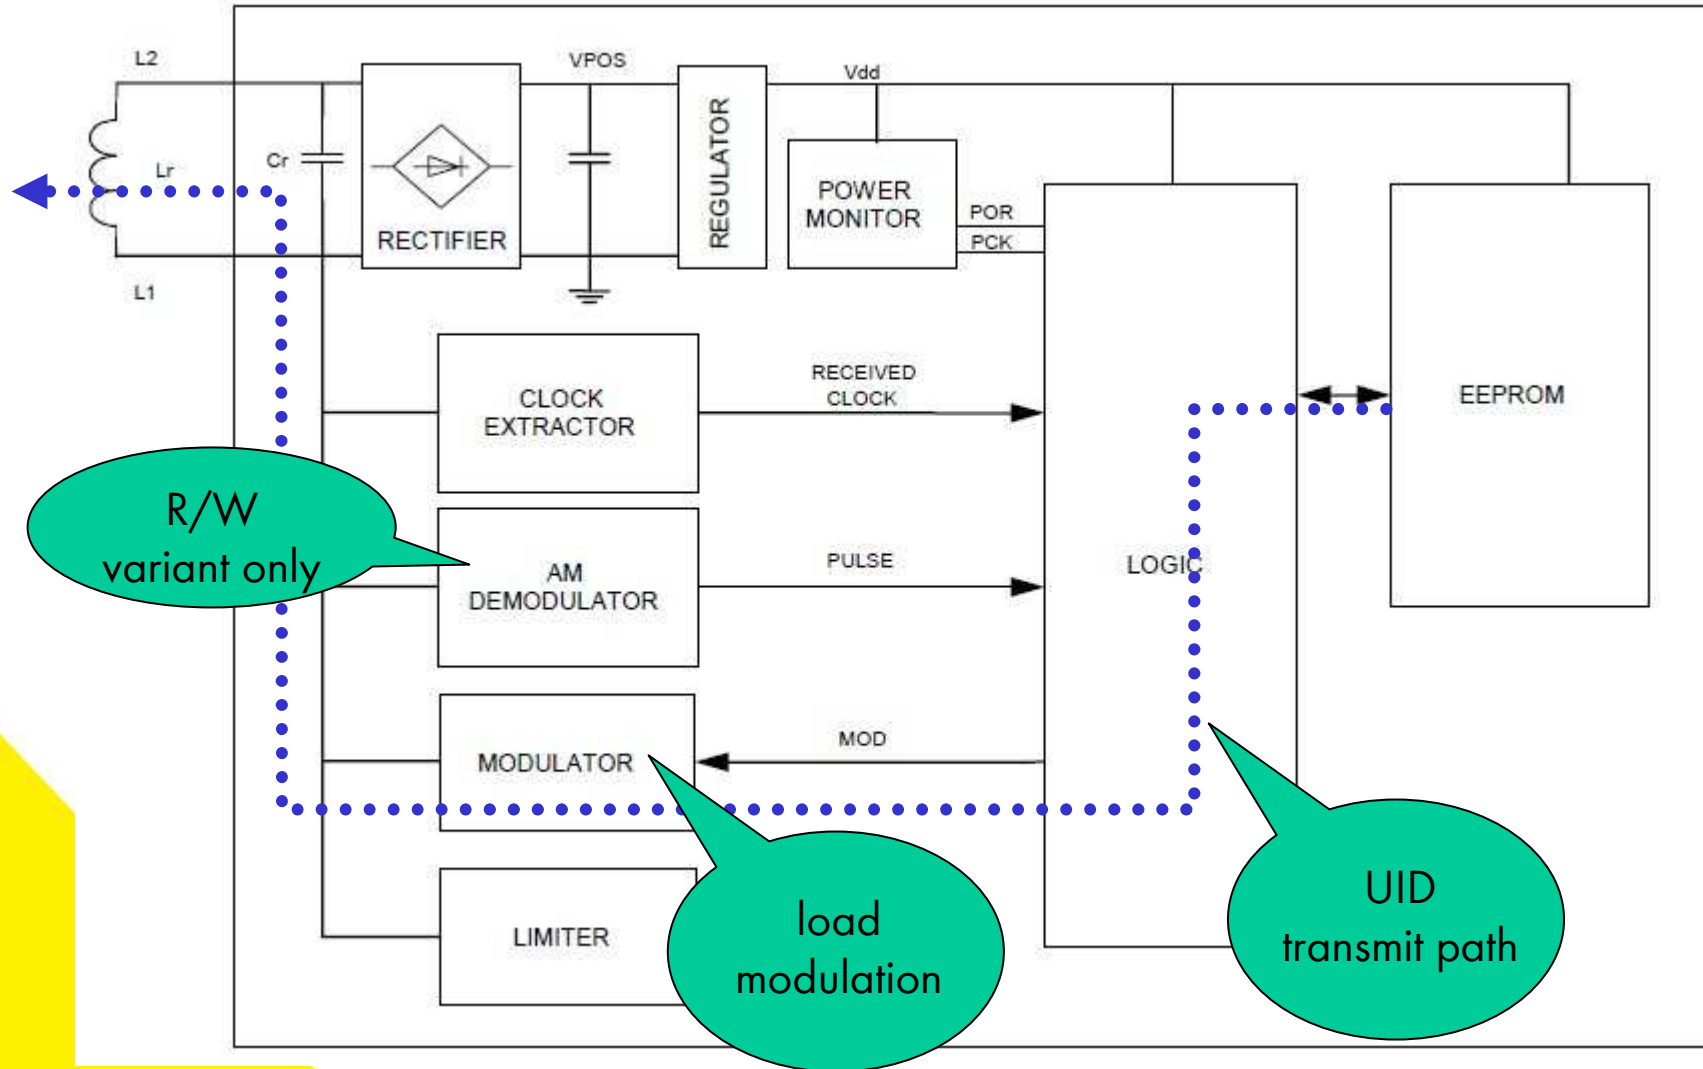 L2
VPOS
Vdd
Cr
Lr
RECTIFIER
REGULATOR
POWER
MONITOR
POR
PCK
L1
CLOCK
EXTRACTOR
RECEIVED
CLOCK
EEPROM
R/W
variant only
AM
DEMODULATOR
PULSE
LOGIC
MODULATOR
MOD
LIMITER
load
modulation
UID
transmit path